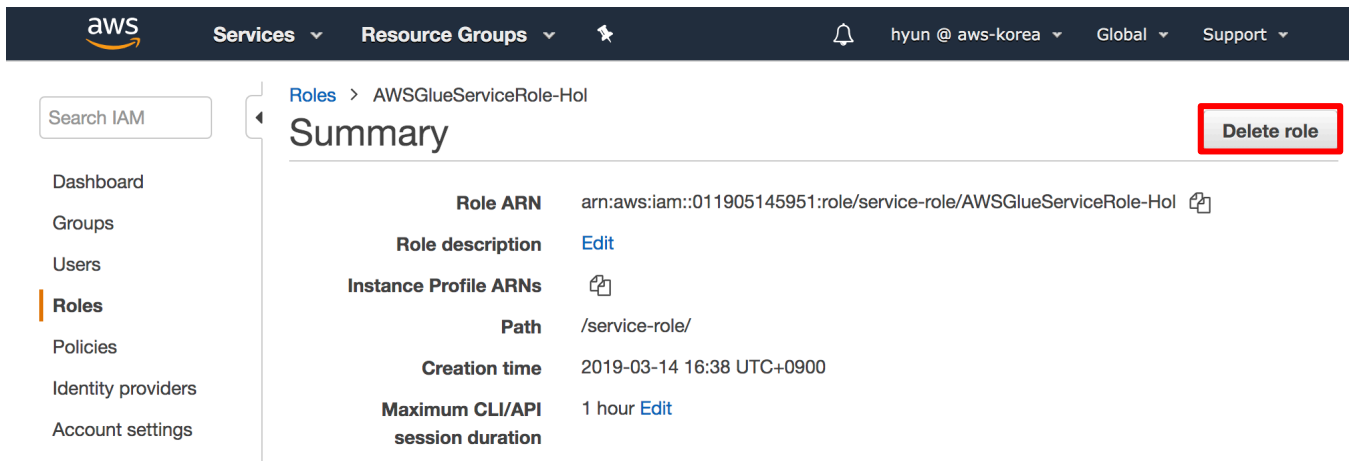 aws
Services
Resource Groups
hyun @ aws-korea
Global
Support
Search IAM
Dashboard
Groups
Users
Roles
Policies
Identity providers
Account settings
Roles > AWSGlueServiceRole-Hol
Summary
Delete role
Role ARN arn:aws:iam::011905145951:role/service-role/AWSGlueServiceRole-Hol
Role description Edit
Instance Profile ARNs
Path /service-role/
Creation time 2019-03-14 16:38 UTC+0900
Maximum CLI/API 1 hour Edit
session duration